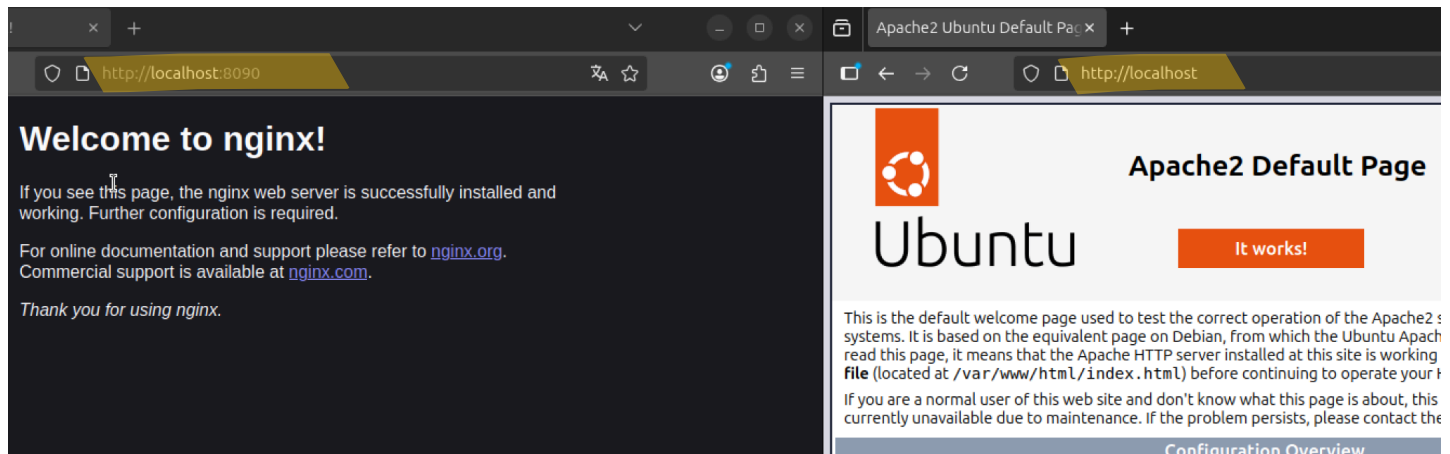 http://localhost:8090
Welcome to nginx!
If you see this page, the nginx web server is successfully installed and
working. Further configuration is required.
For online documentation and support please refer to nginx.org.
Commercial support is available at nginx.com.
Thank you for using nginx.
Apache2 Ubuntu Default Pag
http://localhost
Apache2 Default Page
Ubuntu
It works!
This is the default welcome page used to test the correct operation of the Apache2 s
systems. It is based on the equivalent page on Debian, from which the Ubuntu Apach
read this page, it means that the Apache HTTP server installed at this site is working
file (located at /var/www/html/index.html) before continuing to operate your H
If you are a normal user of this web site and don't know what this page is about, this
currently unavailable due to maintenance. If the problem persists, please contact the
Configuration Overview